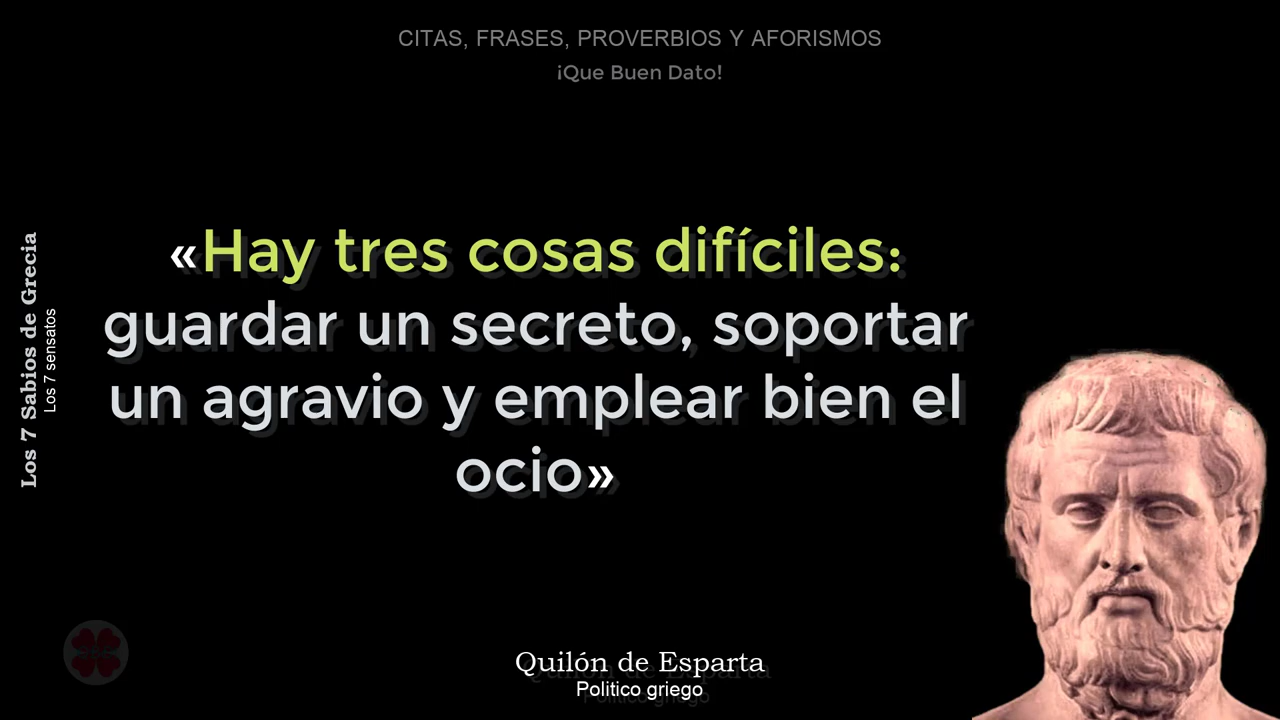 CITAS, FRASES, PROVERBIOS Y AFORISMOS
¡Que Buen Dato!
Los 7 Sabios de Grecia
Los 7 sensatos
«Hay tres cosas difíciles:
guardar un secreto, soportar
un agravio y emplear bien el
ocio»
Quilón de Esparta
Politico griego